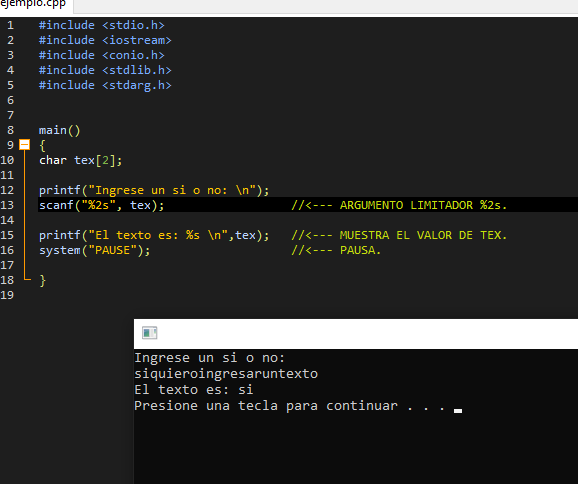 ejemplo.cpp
1 #include <stdio.h>
2 #include <iostream>
3 #include <conio.h>
4 #include <stdlib.h>
5 #include <stdarg.h>
6
7
8 main()
9 {
10 char tex[2];
11
12 printf("Ingrese un si o no: \n");
13 scanf("%2s", tex); //<--- ARGUMENTO LIMITADOR %2s.
14
15 printf("El texto es: %s \n",tex); //<--- MUESTRA EL VALOR DE TEX.
16 system("PAUSE"); //<--- PAUSA.
17
18 }
19
Ingrese un si o no:
siquieroingresaruntexto
El texto es: si
Presione una tecla para continuar . . .